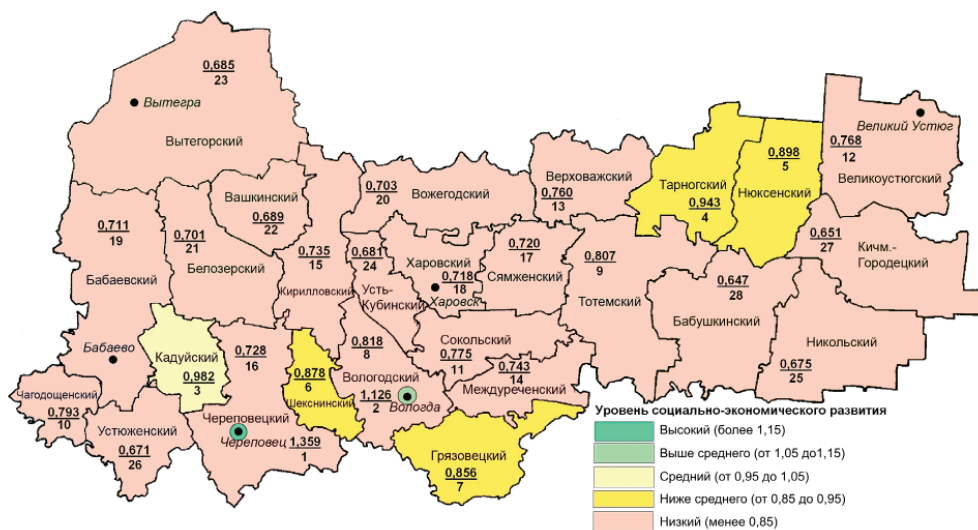 0,685
23
Вытегра
Вытегорский
Великий Устюг
0,768
12
Великоустюгский
0,898
5
Нюксенский
Тарногский
0,943
4
Верховажский
0,760
13
0,703
20
Вожегодский
Вашкинский
0,689
22
0,711
19
Бабаевский
0,701
21
Белозерский
0,735
15
Кирилловский
0,681
24
Усть-
Кубинский
Харовский
0,718
18
Харовск
0,720
17
Сямженский
0,807
9
Тотемский
0,651
27
Кичм.-
Городецкий
0,647
28
Бабушкинский
Никольский
0,675
25
Бабаево
Кадуйский
0,982
3
0,728
16
0,878
6
Шекснинский
0,818
8
Вологодский
1,126
2
Вологда
Сокольский
0,775
11
0,743
14
Междуреченский
Чагодощенский
0,793
10
Устюженский
0,671
26
Череповецкий
Череповец
1,359
1
Грязовецкий
0,856
7
Уровень социально-экономического развития
Высокий (более 1,15)
Выше среднего (от 1,05 до1,15)
Средний (от 0,95 до 1,05)
Ниже среднего (от 0,85 до 0,95)
Низкий (менее 0,85)